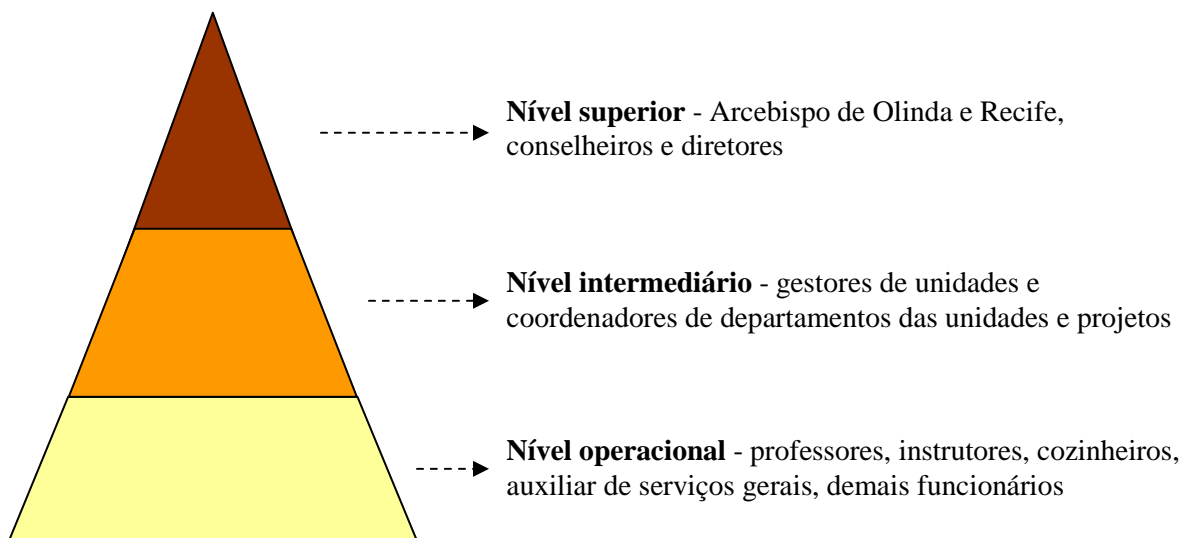 Nível superior - Arcebispo de Olinda e Recife,
conselheiros e diretores
Nível intermediário - gestores de unidades e
coordenadores de departamentos das unidades e projetos
Nível operacional - professores, instrutores, cozinheiros,
auxiliar de serviços gerais, demais funcionários